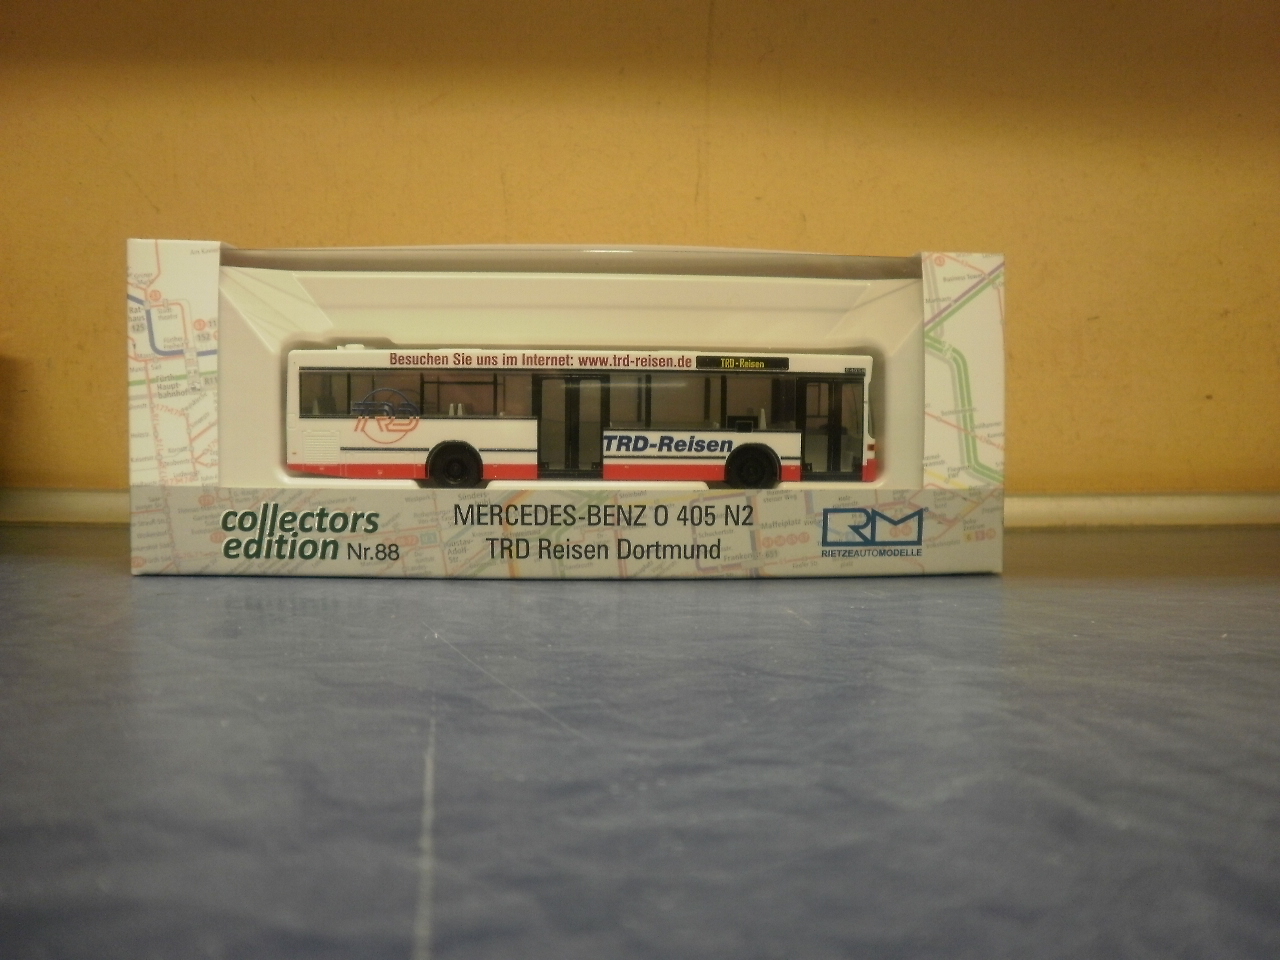 Besuchen Sie uns im Internet: www.trd-reisen.de
TRD-Reisen
TRD
TRD-Reisen
collectors
edition Nr.88
MERCEDES-BENZ O 405 N2
TRD Reisen Dortmund
RM
RIETZEAUTOMODELLE